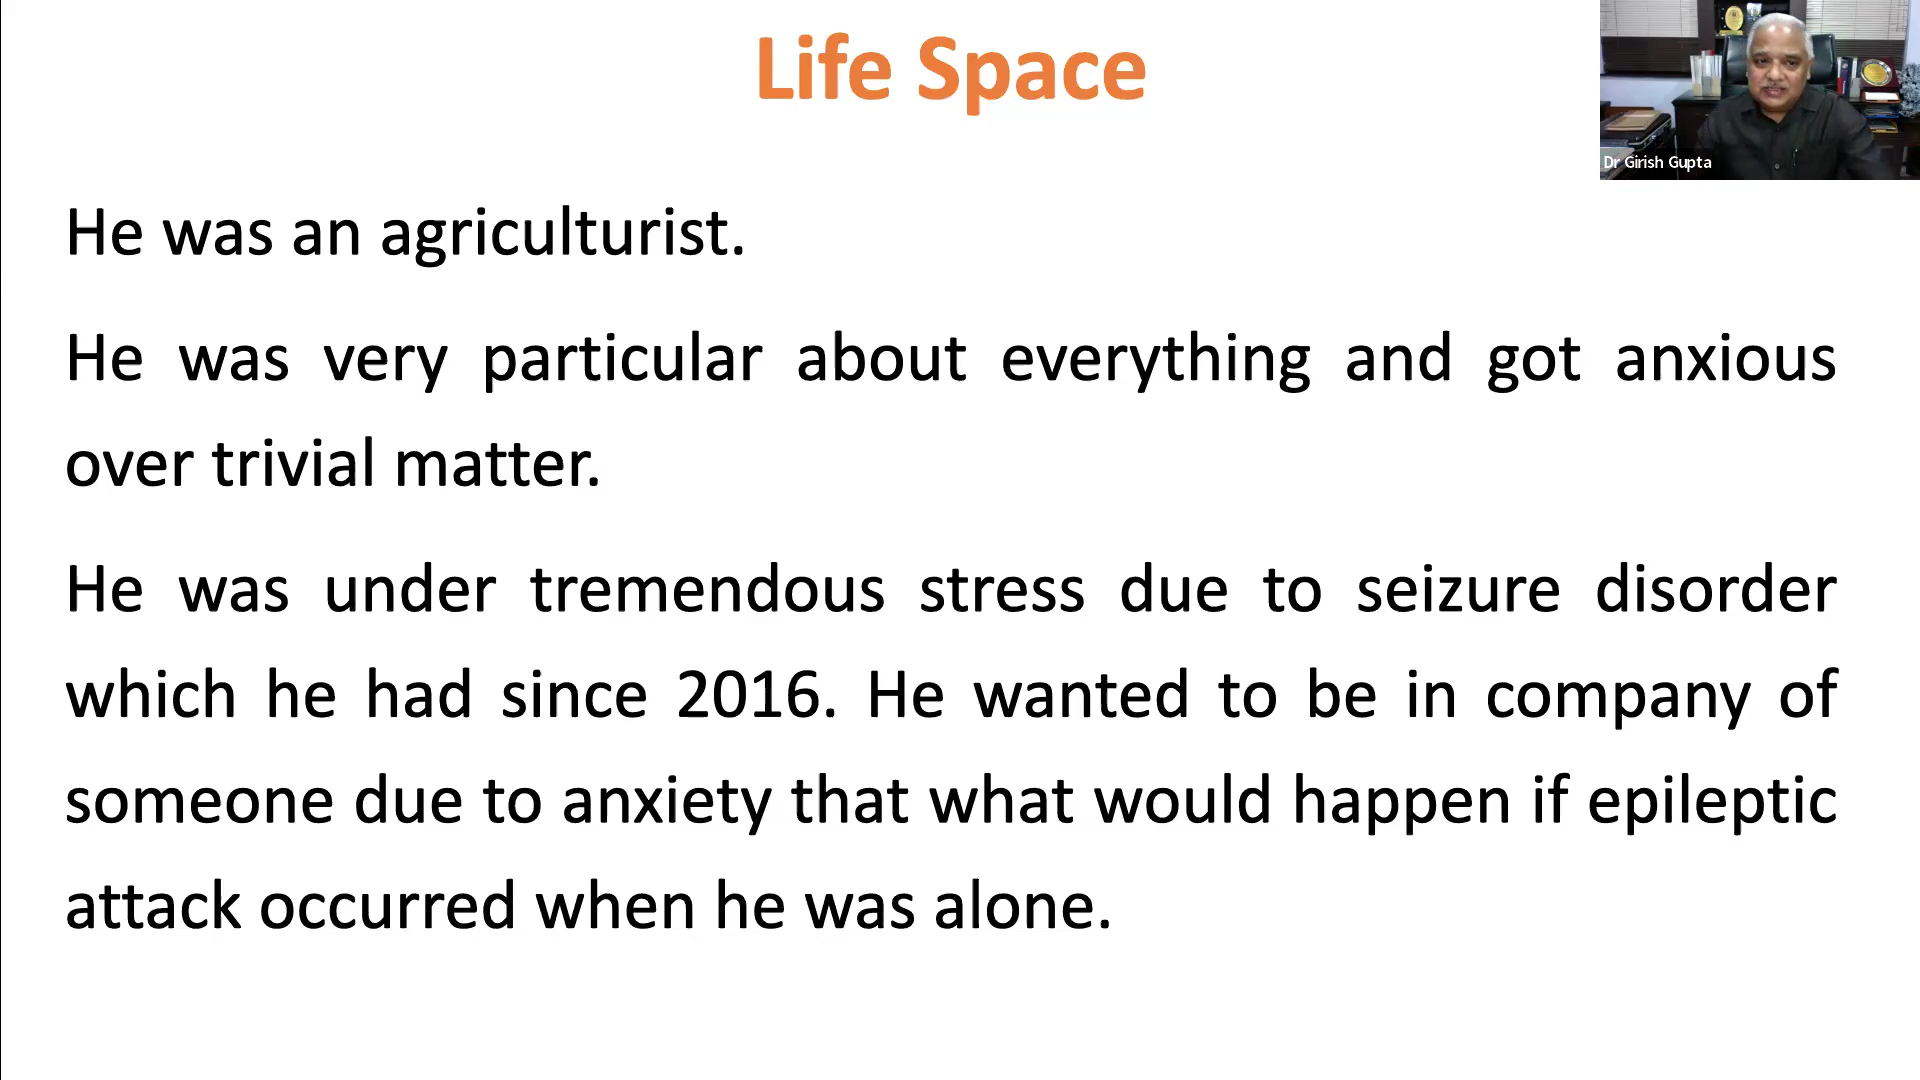 Life Space
Dr Girish Gupta
He was an agriculturist.
He was very particular about everything and got anxious
over trivial matter.
He was under tremendous stress due to seizure disorder
which he had since 2016. He wanted to be in company of
someone due to anxiety that what would happen if epileptic
attack occurred when he was alone.